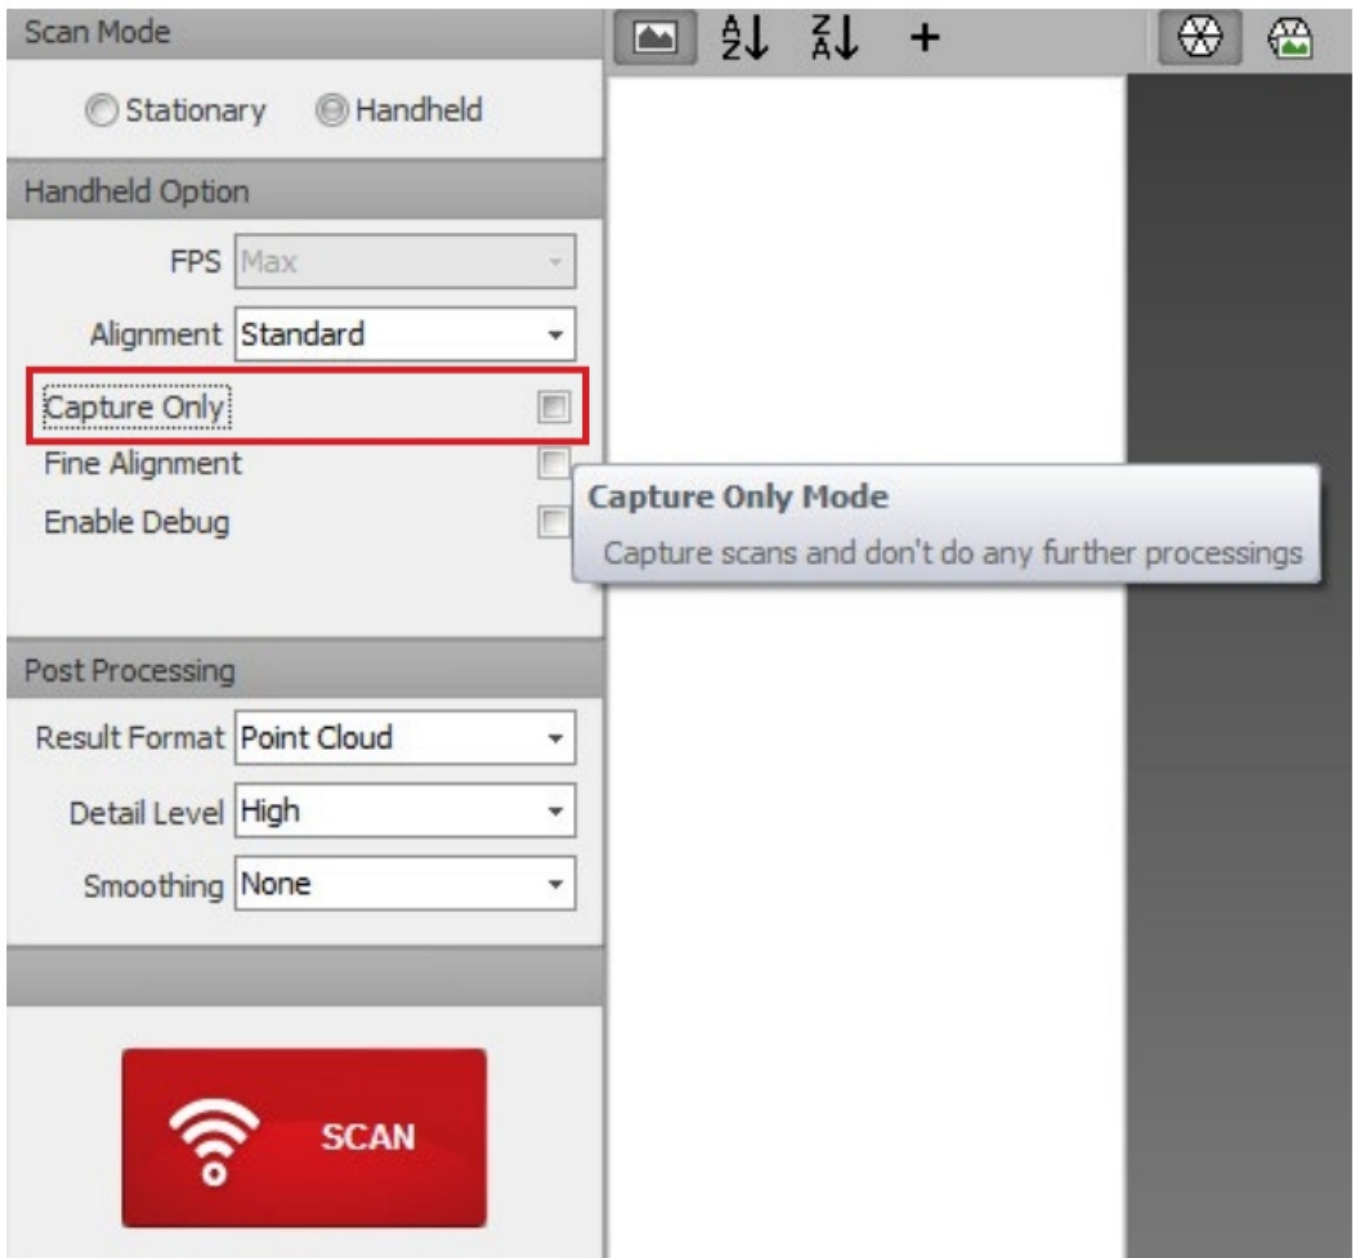 Scan Mode
Stationary Handheld
Handheld Option
FPS Max
Alignment Standard
Capture Only
Fine Alignment
Enable Debug
Capture Only Mode
Capture scans and don't do any further processings
Post Processing
Result Format Point Cloud
Detail Level High
Smoothing None
SCAN
A
Z
Z
A